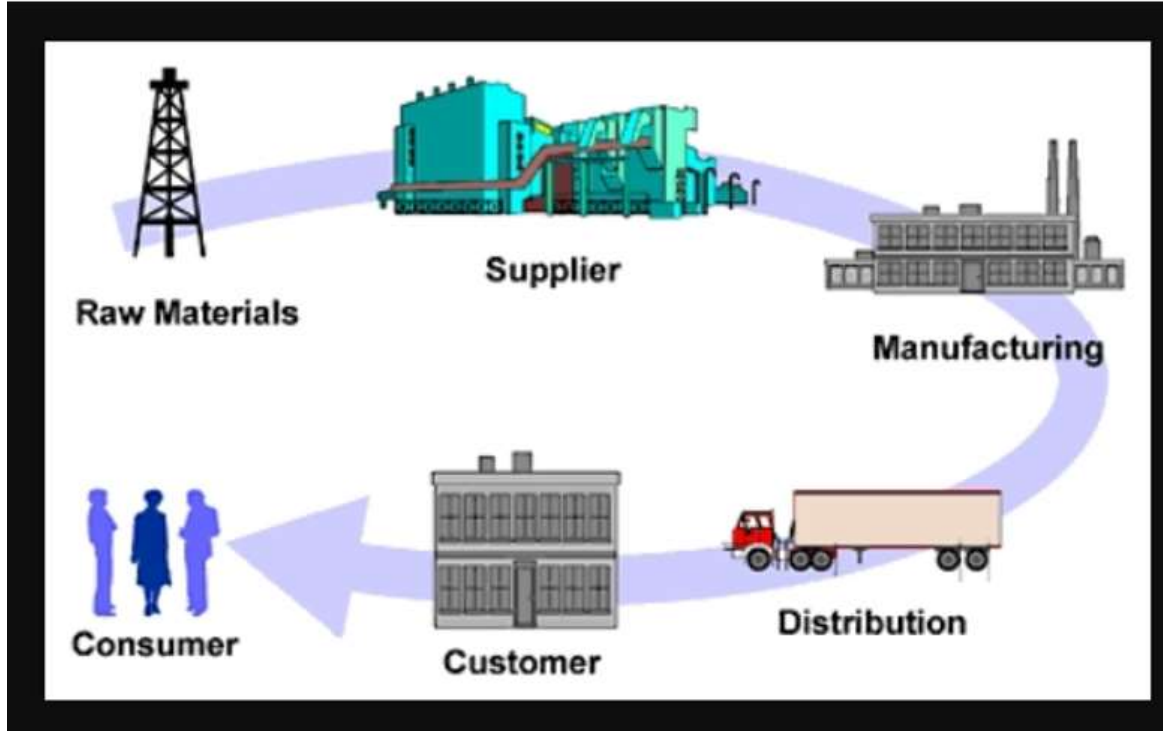 Raw Materials
Supplier
Manufacturing
Distribution
Customer
Consumer